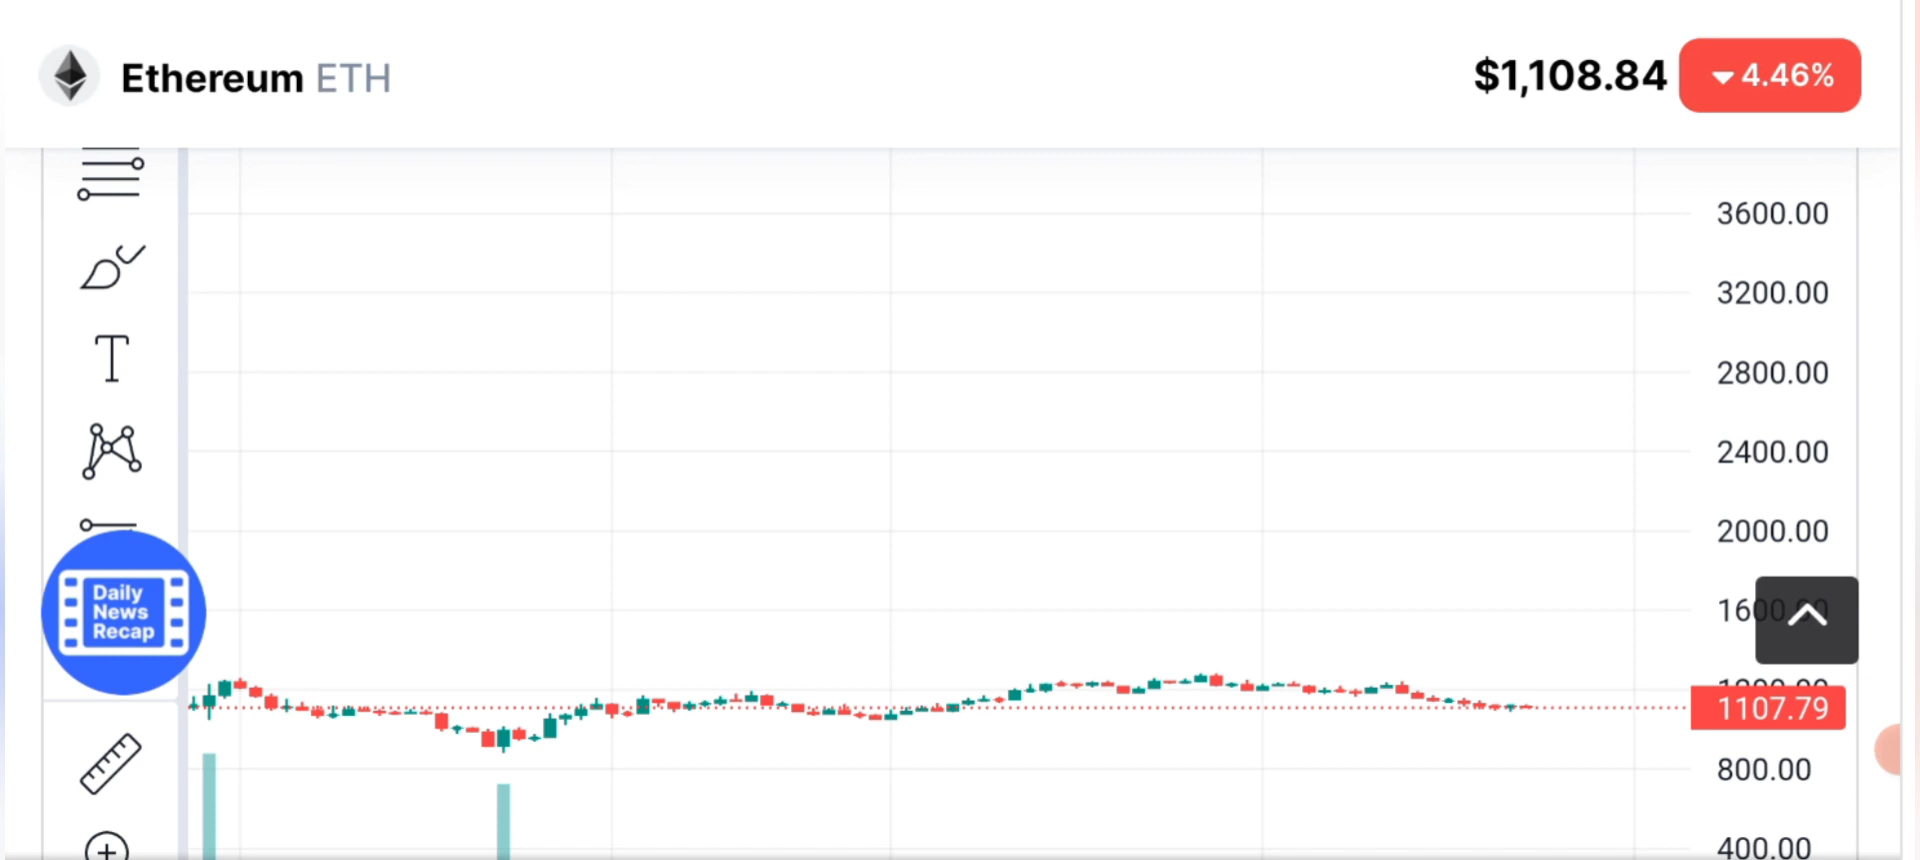 Ethereum ETH
$1,108.84
4.46%
3600.00
3200.00
2800.00
2400.00
2000.00
Daily
News
Recap
1107.79
800.00
400.00